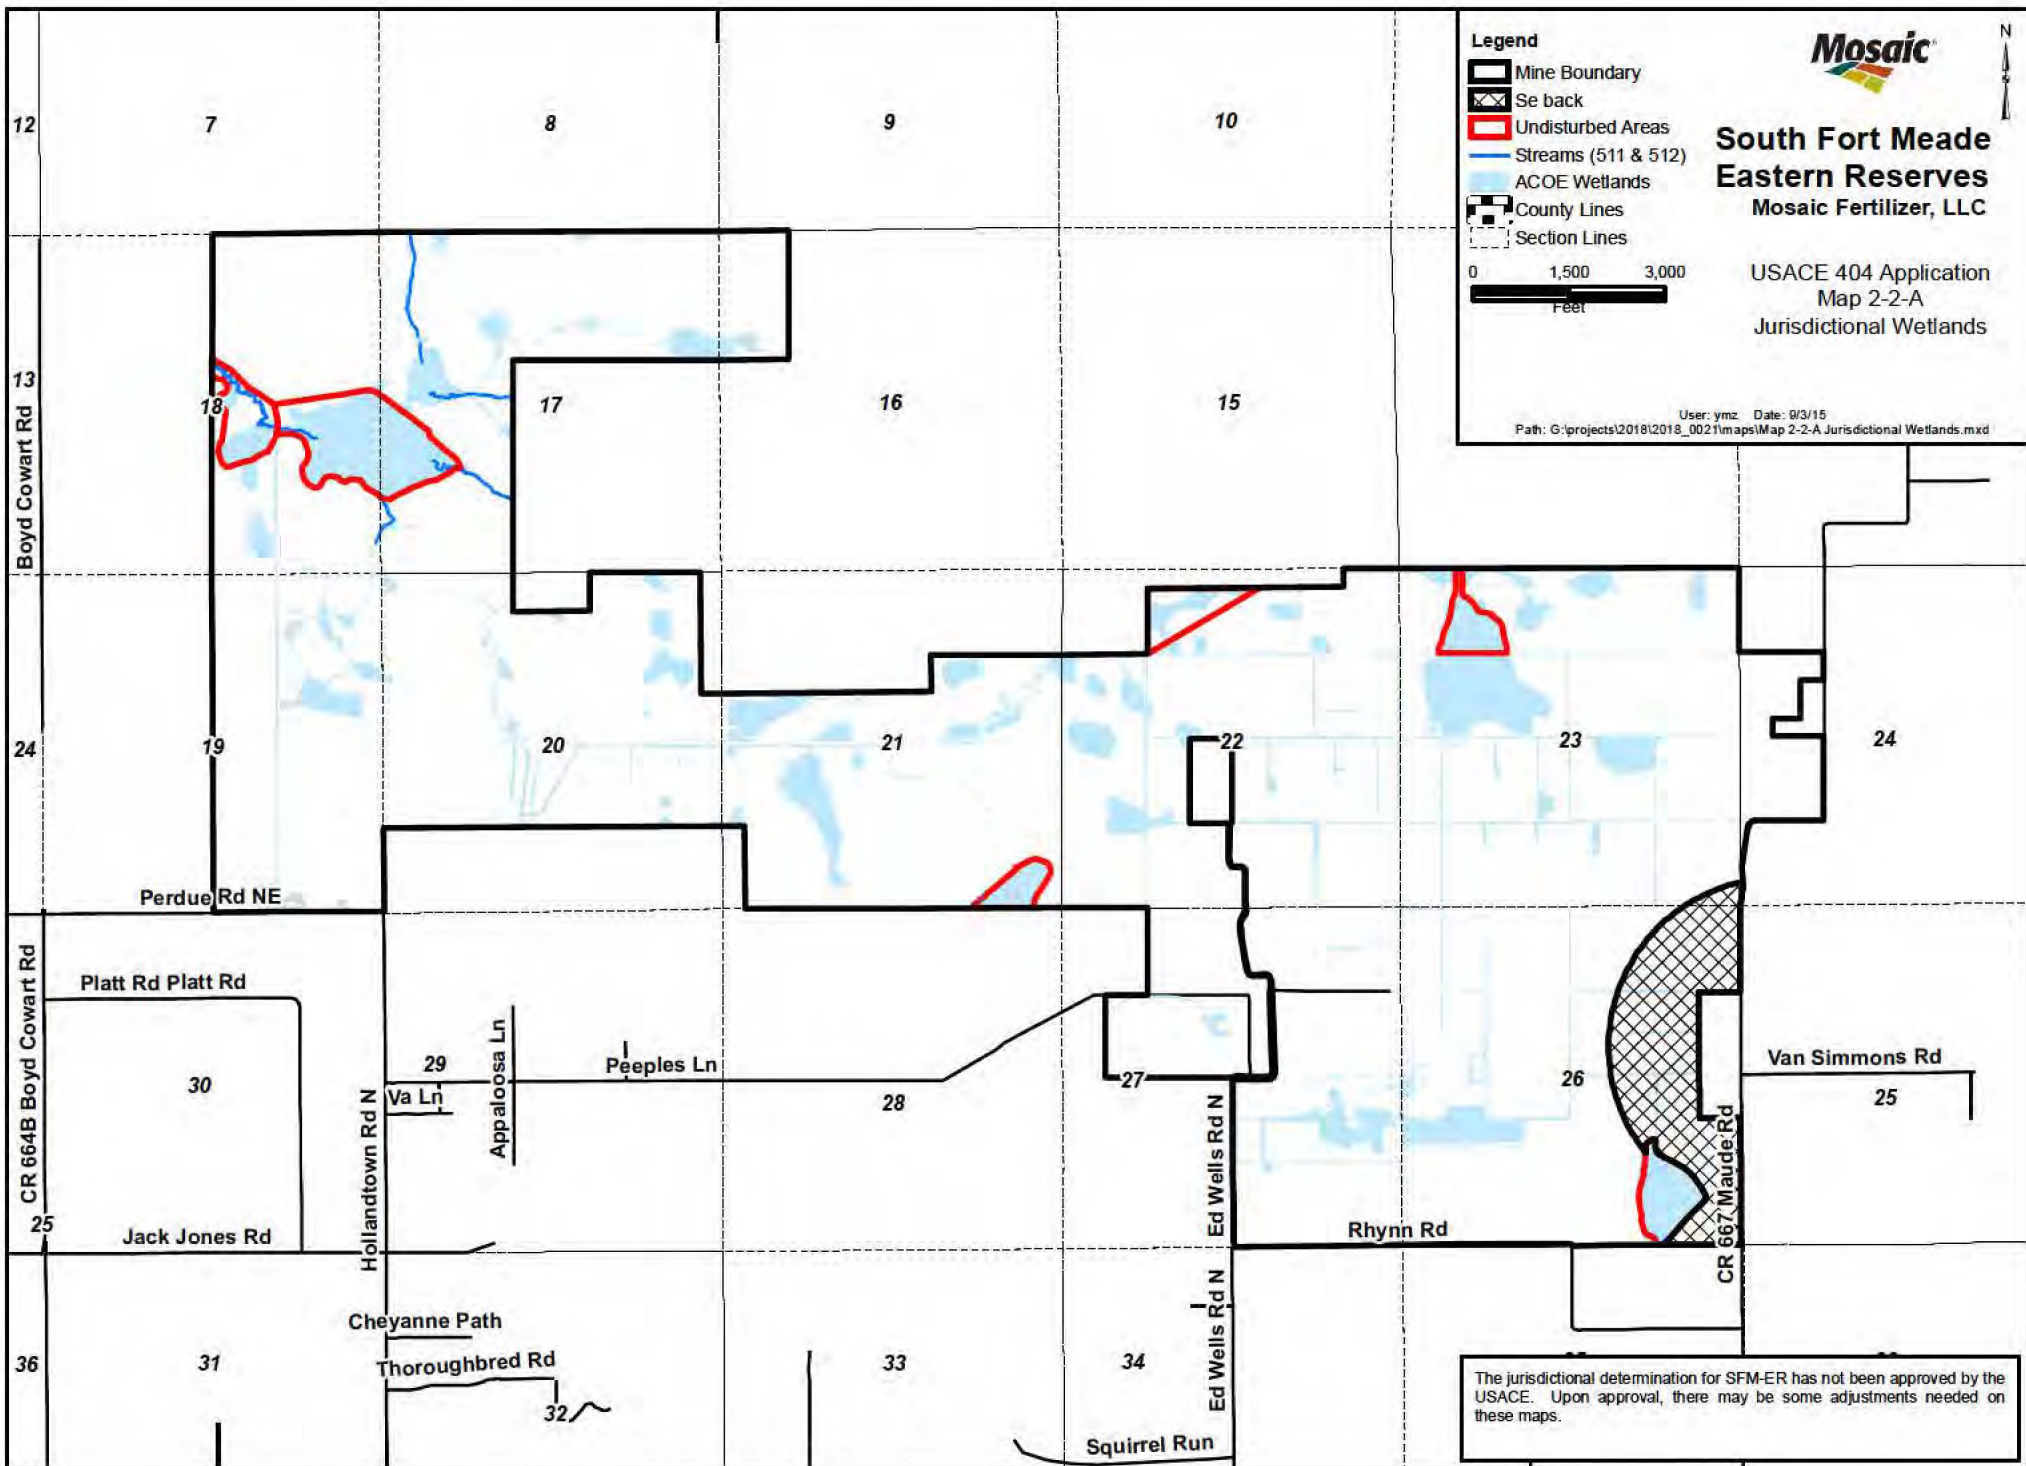 Legend
Mine Boundary
Se back
Undisturbed Areas
Streams (511 & 512)
ACOE Wetlands
County Lines
Section Lines
0 1,500 3,000
Feet
Mosaic
N
S
South Fort Meade
Eastern Reserves
Mosaic Fertilizer, LLC
USACE 404 Application
Map 2-2-A
Jurisdictional Wetlands
User: ymz Date: 9/3/15
Path: G:\projects\2018\2018_0021\maps\Map 2-2-A Jurisdictional Wetlands.mxd
12 7 8 9 10
13 18 17 16 15
Boyd Cowart Rd
24 19 20 21 22 23 24
Perdue Rd NE
CR 664B Boyd Cowart Rd
Platt Rd Platt Rd
30
29
Va Ln
Appaloosa Ln
Peeples Ln
28
27
26
Van Simmons Rd
25
Hollandtown Rd N
Ed Wells Rd N
CR 667 Maude Rd
25
Jack Jones Rd
Rhynn Rd
Ed Wells Rd N
Cheyanne Path
Thoroughbred Rd
36 31 32 33 34
Squirrel Run
The jurisdictional determination for SFM-ER has not been approved by the
USACE. Upon approval, there may be some adjustments needed on
these maps.